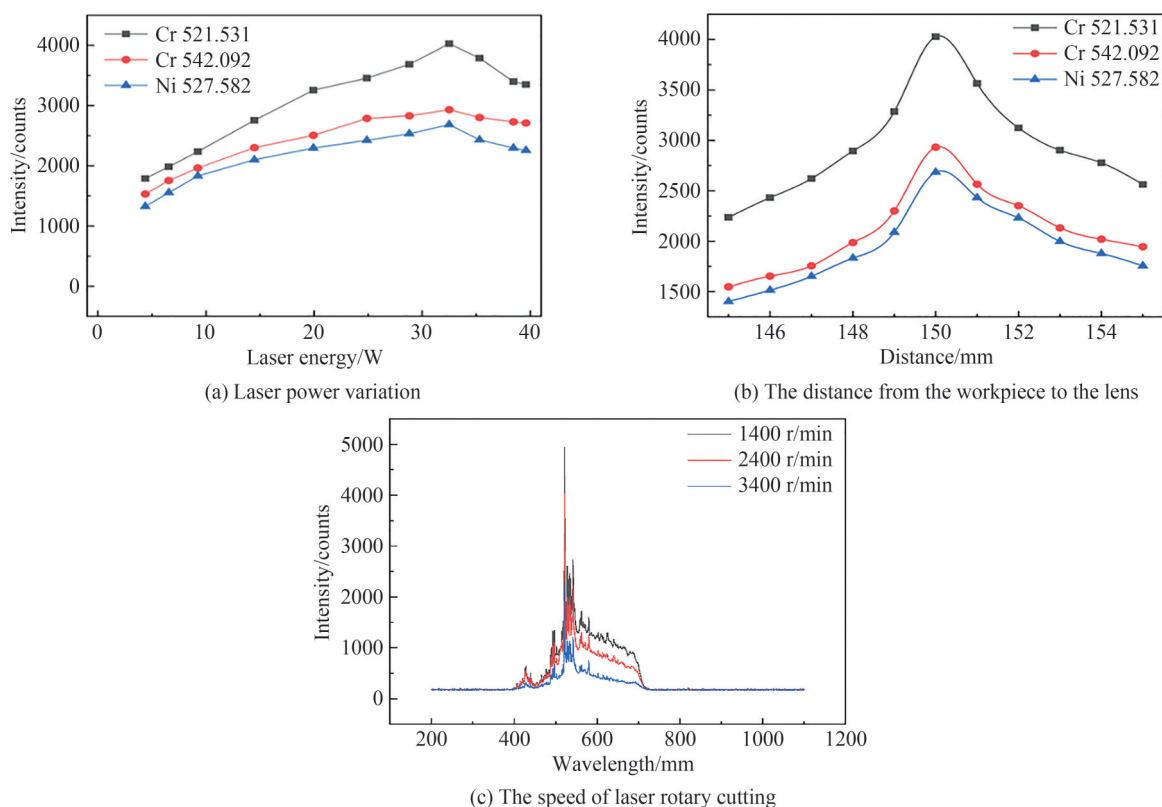 Cr 521.531
Cr 542.092
Ni 527.582
4000
3000
2000
1000
0
Intensity/counts
0 10 20 30 40
Laser energy/W
(a) Laser power variation
Cr 521.531
Cr 542.092
Ni 527.582
4000
3500
3000
2500
2000
1500
Intensity/counts
146 148 150 152 154
Distance/mm
(b) The distance from the workpiece to the lens
1400 r/min
2400 r/min
3400 r/min
5000
4000
3000
2000
1000
0
Intensity/counts
200 400 600 800 1000 1200
Wavelength/mm
(c) The speed of laser rotary cutting